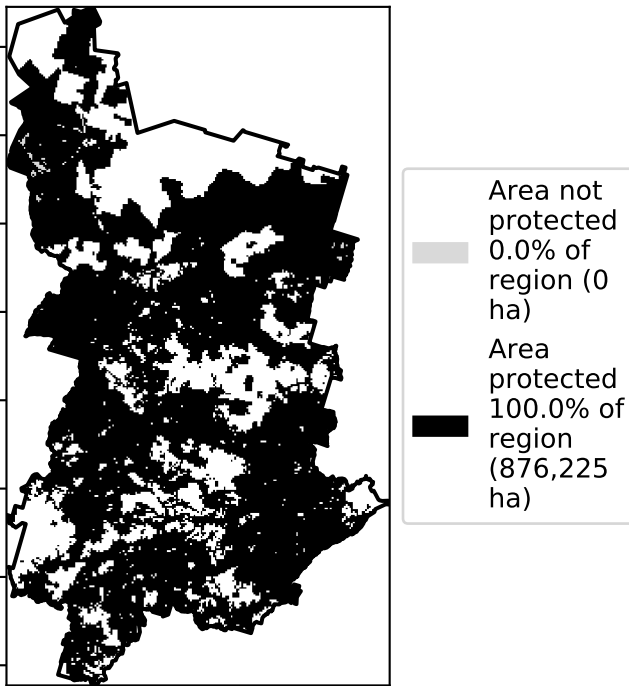 Area not
protected
0.0% of
region (0
ha)
Area
protected
100.0% of
region
(876,225
ha)